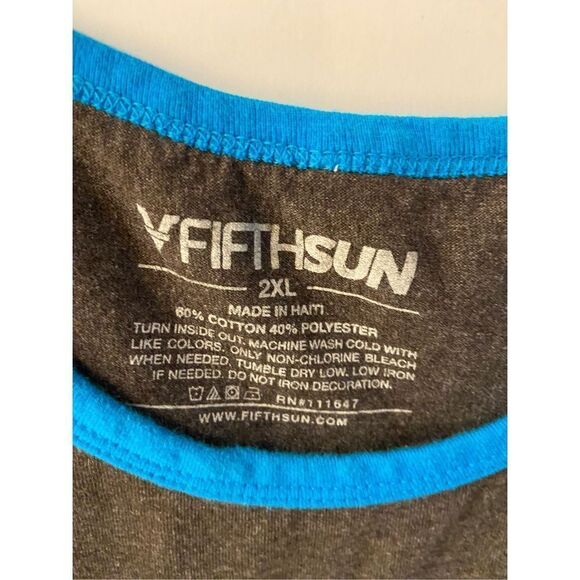 FIFTHSUN
2XL
MADE IN HAITI
60% COTTON 40% POLYESTER
TURN INSIDE OUT. MACHINE WASH COLD WITH
LIKE COLORS. ONLY NON-CHLORINE BLEACH
WHEN NEEDED. TUMBLE DRY LOW. LOW IRON
IF NEEDED. DO NOT IRON DECORATION.
RN#111647
WWW.FIFTHSUN.COM